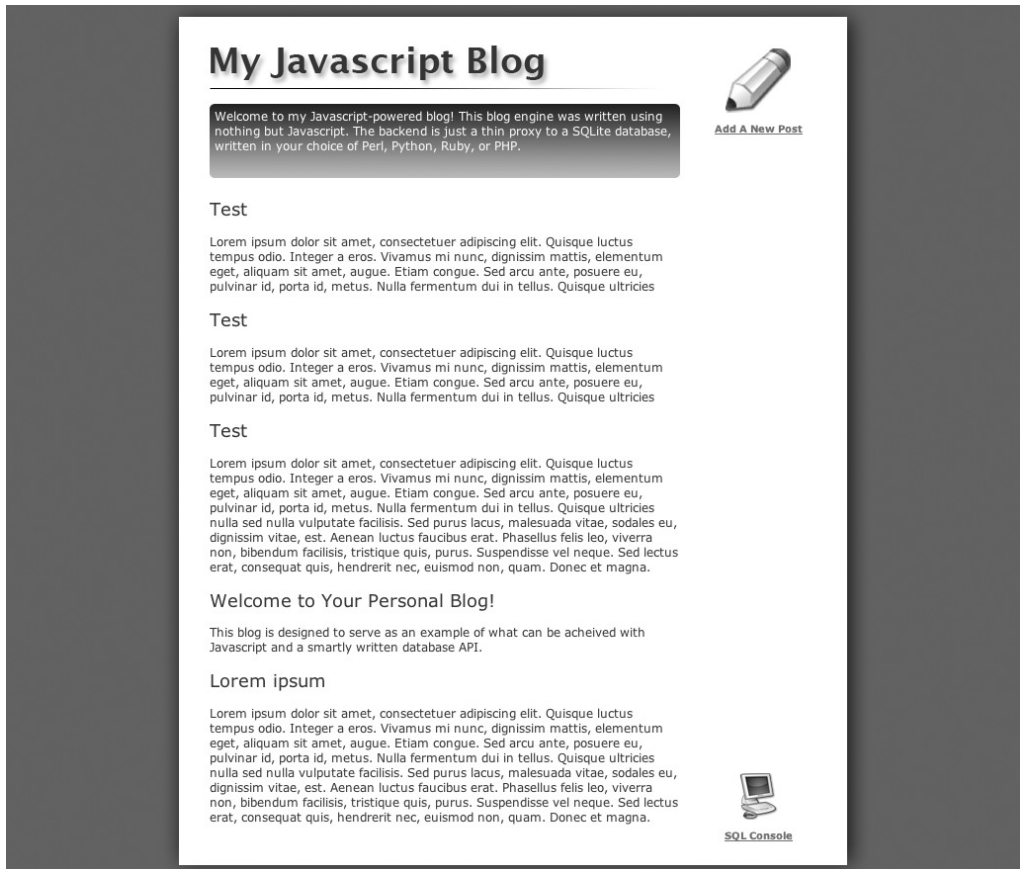 My Javascript Blog
Add A New Post
Welcome to my Javascript-powered blog! This blog engine was written using
nothing but Javascript. The backend is just a thin proxy to a SQLite database,
written in your choice of Perl, Python, Ruby, or PHP.
Test
Lorem ipsum dolor sit amet, consectetuer adipiscing elit. Quisque luctus
tempus odio. Integer a eros. Vivamus mi nunc, dignissim mattis, elementum
eget, aliquam sit amet, augue. Etiam congue. Sed arcu ante, posuere eu,
pulvinar id, porta id, metus. Nulla fermentum dui in tellus. Quisque ultricies
Test
Lorem ipsum dolor sit amet, consectetuer adipiscing elit. Quisque luctus
tempus odio. Integer a eros. Vivamus mi nunc, dignissim mattis, elementum
eget, aliquam sit amet, augue. Etiam congue. Sed arcu ante, posuere eu,
pulvinar id, porta id, metus. Nulla fermentum dui in tellus. Quisque ultricies
Test
Lorem ipsum dolor sit amet, consectetuer adipiscing elit. Quisque luctus
tempus odio. Integer a eros. Vivamus mi nunc, dignissim mattis, elementum
eget, aliquam sit amet, augue. Etiam congue. Sed arcu ante, posuere eu,
pulvinar id, porta id, metus. Nulla fermentum dui in tellus. Quisque ultricies
nulla sed nulla vulputate facilisis. Sed purus lacus, malesuada vitae, sodales eu,
dignissim vitae, est. Aenean luctus faucibus erat. Phasellus felis leo, viverra
non, bibendum facilisis, tristique quis, purus. Suspendisse vel neque. Sed lectus
erat, consequat quis, hendrerit nec, euismod non, quam. Donec et magna.
Welcome to Your Personal Blog!
This blog is designed to serve as an example of what can be acheived with
Javascript and a smartly written database API.
Lorem ipsum
Lorem ipsum dolor sit amet, consectetuer adipiscing elit. Quisque luctus
tempus odio. Integer a eros. Vivamus mi nunc, dignissim mattis, elementum
eget, aliquam sit amet, augue. Etiam congue. Sed arcu ante, posuere eu,
pulvinar id, porta id, metus. Nulla fermentum dui in tellus. Quisque ultricies
nulla sed nulla vulputate facilisis. Sed purus lacus, malesuada vitae, sodales eu,
dignissim vitae, est. Aenean luctus faucibus erat. Phasellus felis leo, viverra
non, bibendum facilisis, tristique quis, purus. Suspendisse vel neque. Sed lectus
erat, consequat quis, hendrerit nec, euismod non, quam. Donec et magna.
SQL Console